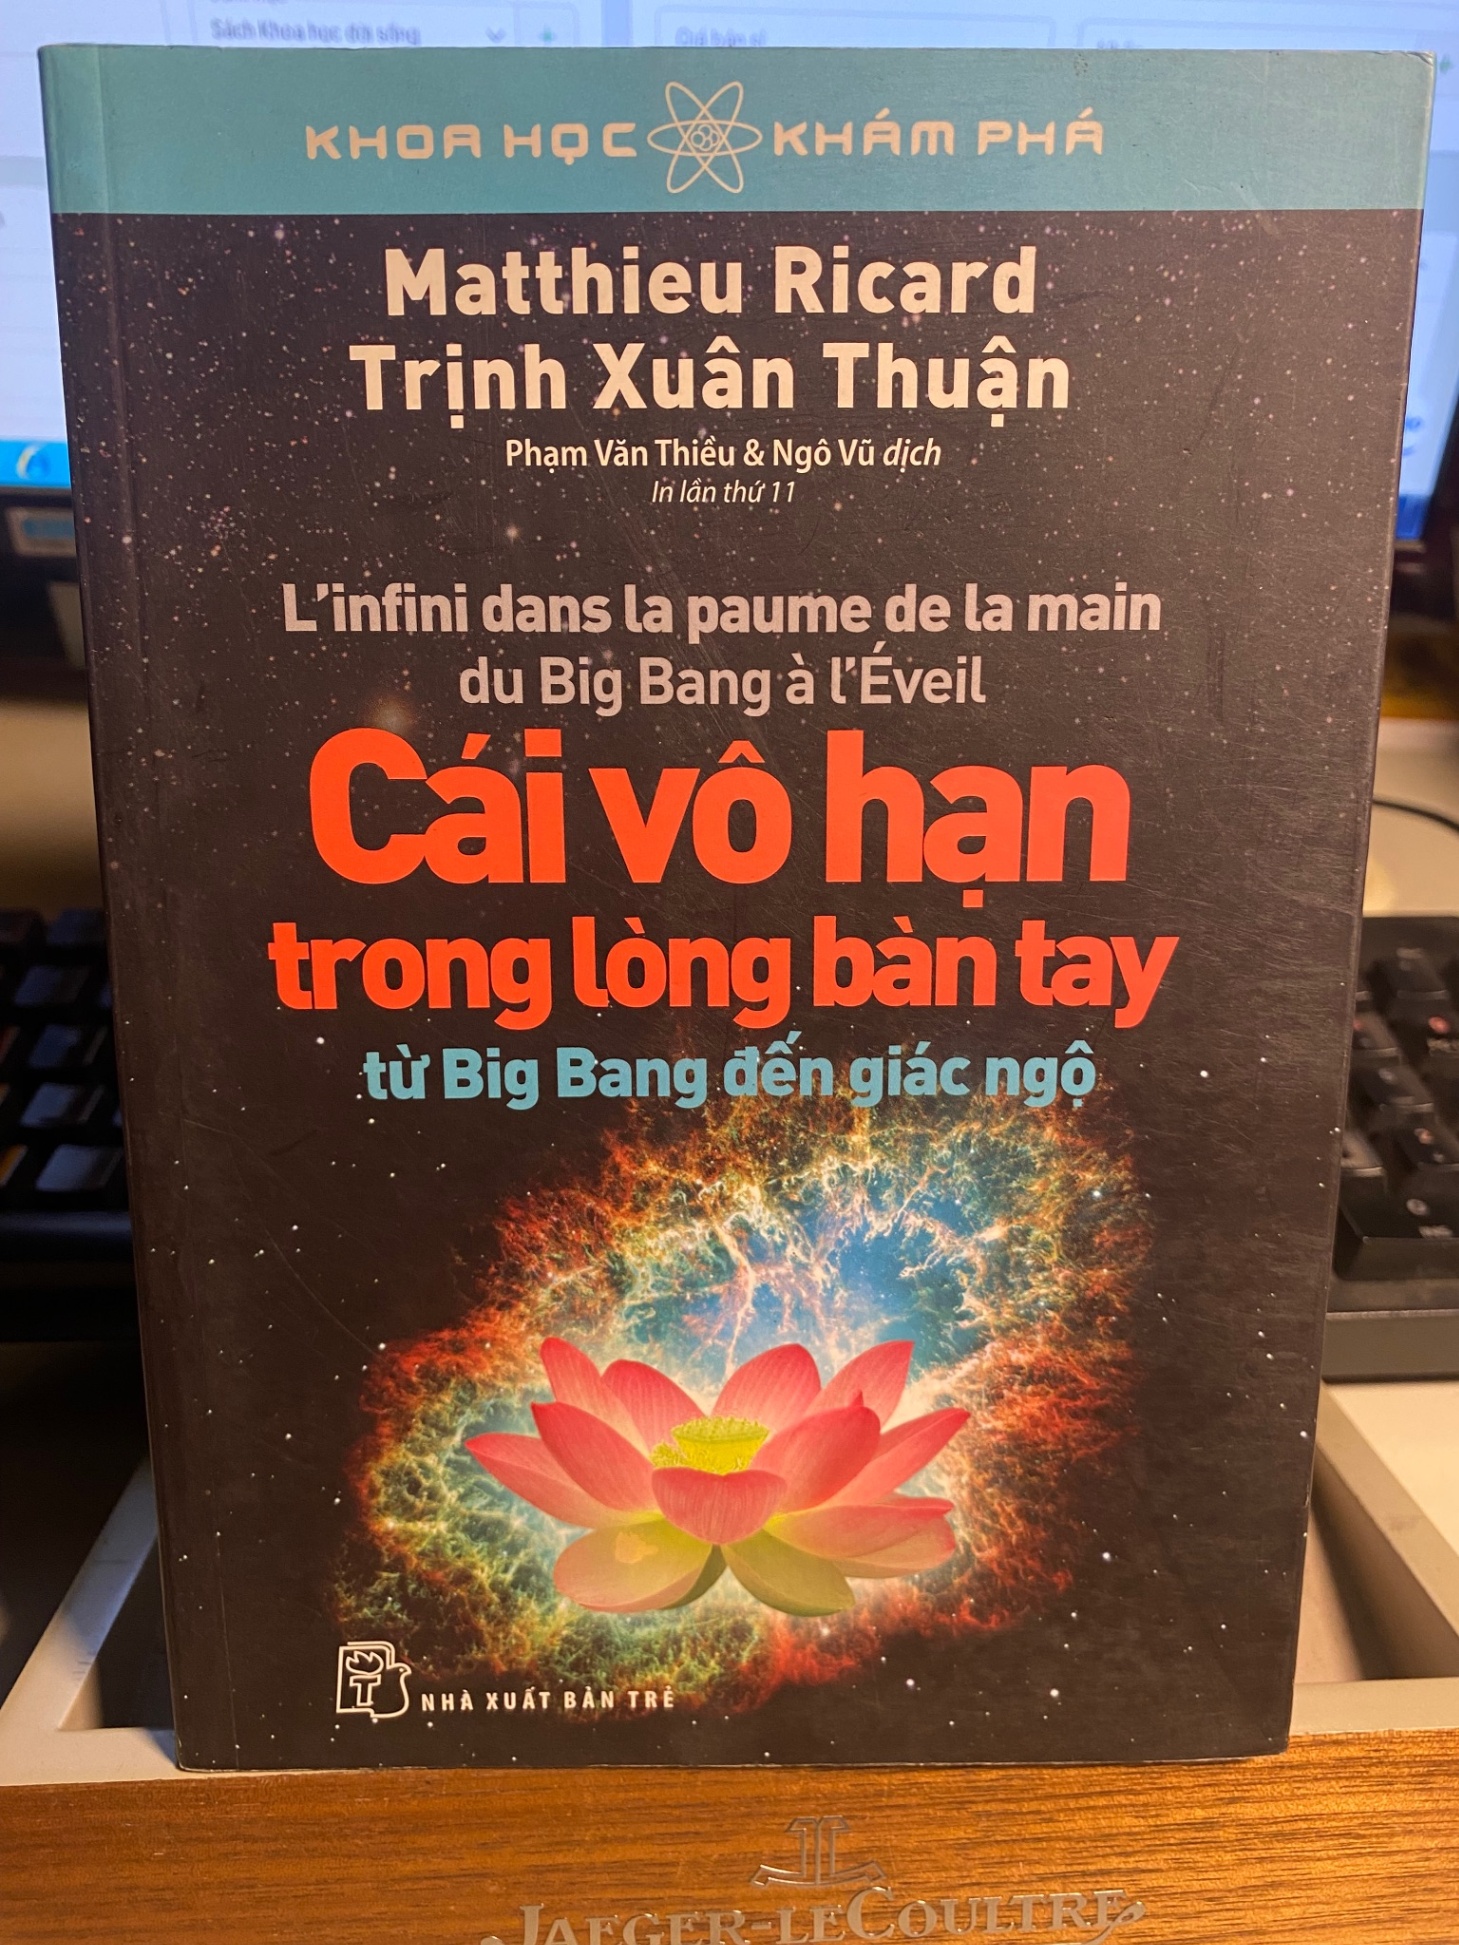 Sách Khoa học đời sống
KHOA HỌC KHÁM PHÁ
Matthieu Ricard
Trịnh Xuân Thuận
Phạm Văn Thiều & Ngô Vũ dịch
In lần thứ 11
L'infini dans la paume de la main
du Big Bang à l'Éveil
Cái vô hạn
trong lòng bàn tay
từ Big Bang đến giác ngộ
NHÀ XUẤT BẢN TRẺ
JAEGER-LECOULTRE